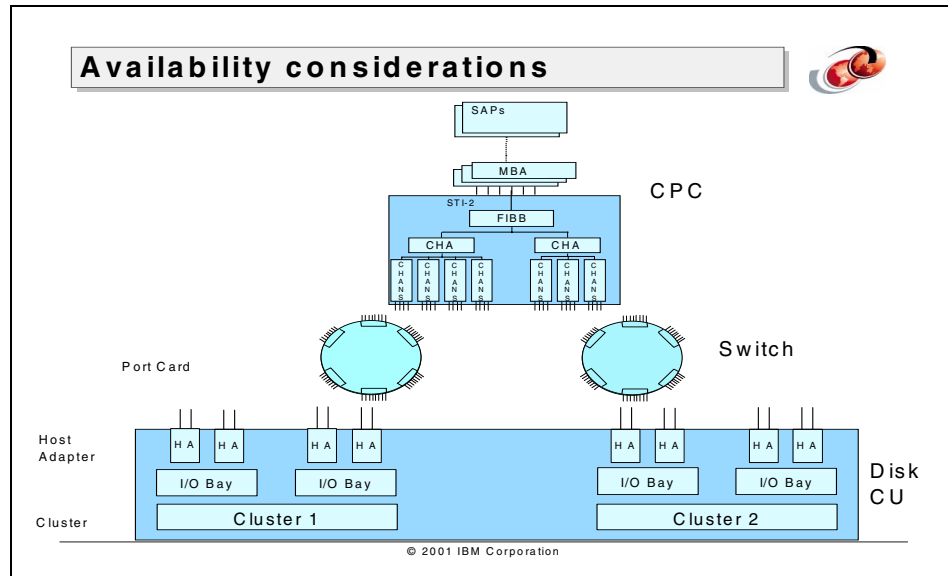 Availability considerations
SAPs
MBA
CPC
STI-2
FIBB
CHA CHA
CHANS CHANS CHANS CHANS CHANS CHANS CHANS
Switch
Port Card
Host
Adapter
HA HA HA HA HA HA HA HA
I/O Bay I/O Bay I/O Bay I/O Bay
Disk
CU
Cluster
Cluster 1 Cluster 2
© 2001 IBM Corporation